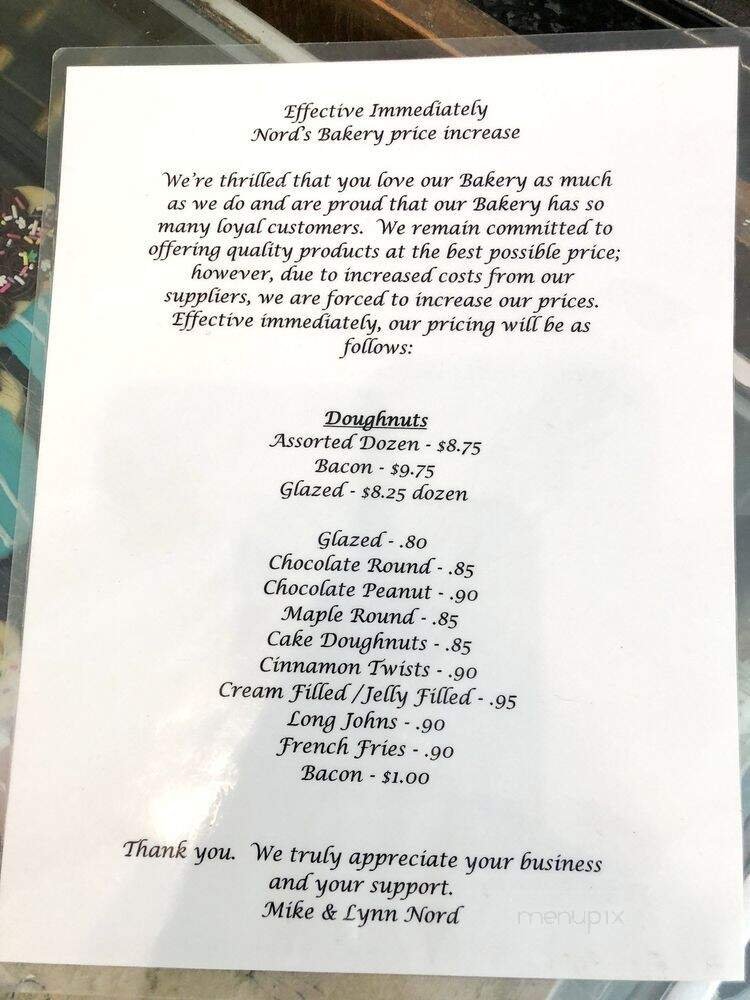 Effective Immediately
Nord's Bakery price increase
We're thrilled that you love our Bakery as much
as we do and are proud that our Bakery has so
many loyal customers. We remain committed to
offering quality products at the best possible price;
however, due to increased costs from our
suppliers, we are forced to increase our prices.
Effective immediately, our pricing will be as
follows:
Doughnuts
Assorted Dozen - $8.75
Bacon - $9.75
Glazed - $8.25 dozen
Glazed - .80
Chocolate Round - .85
Chocolate Peanut - .90
Maple Round - .85
Cake Doughnuts - .85
Cinnamon Twists - .90
Cream Filled /Jelly Filled - .95
Long Johns - .90
French Fries - .90
Bacon - $1.00
Thank you. We truly appreciate your business
and your support.
Mike & Lynn Nord
menupix